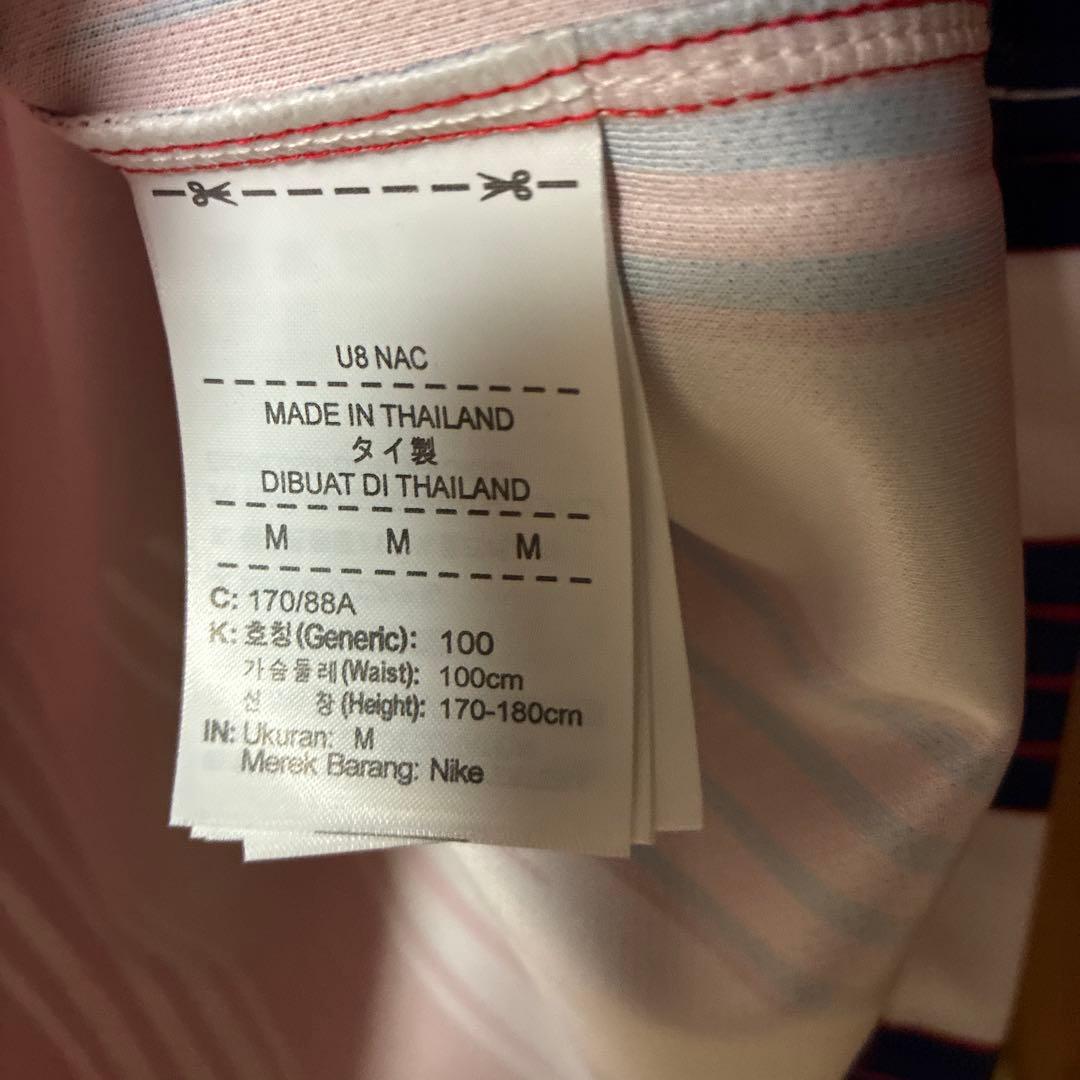 U8 NAC
MADE IN THAILAND
タイ製
DIBUAT DI THAILAND
M M M
C: 170/88A
K: 호칭(Generic): 100
가슴둘레(Waist): 100cm
신 장(Height): 170-180cm
IN: Ukuran: M
Merek Barang: Nike